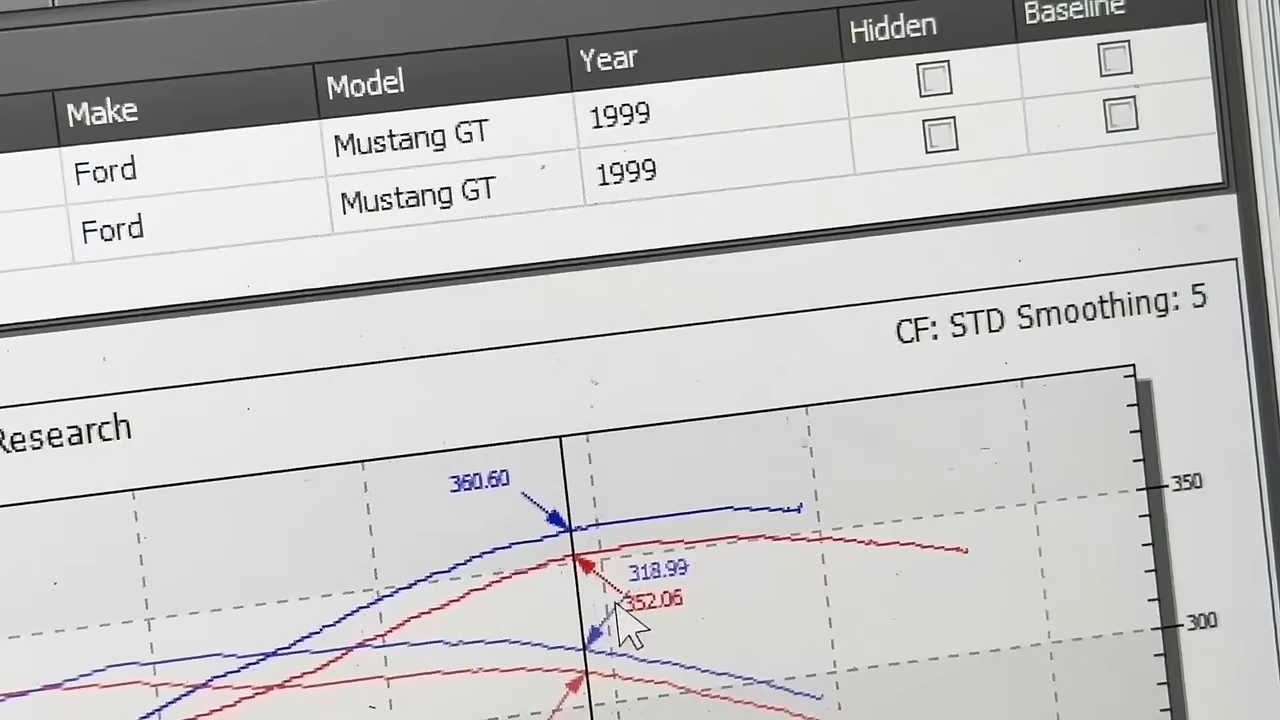 Make Model Year Hidden Baseline
Ford Mustang GT 1999
Ford Mustang GT 1999
CF: STD Smoothing: 5
Research
360.60
350
318.99
352.06
300